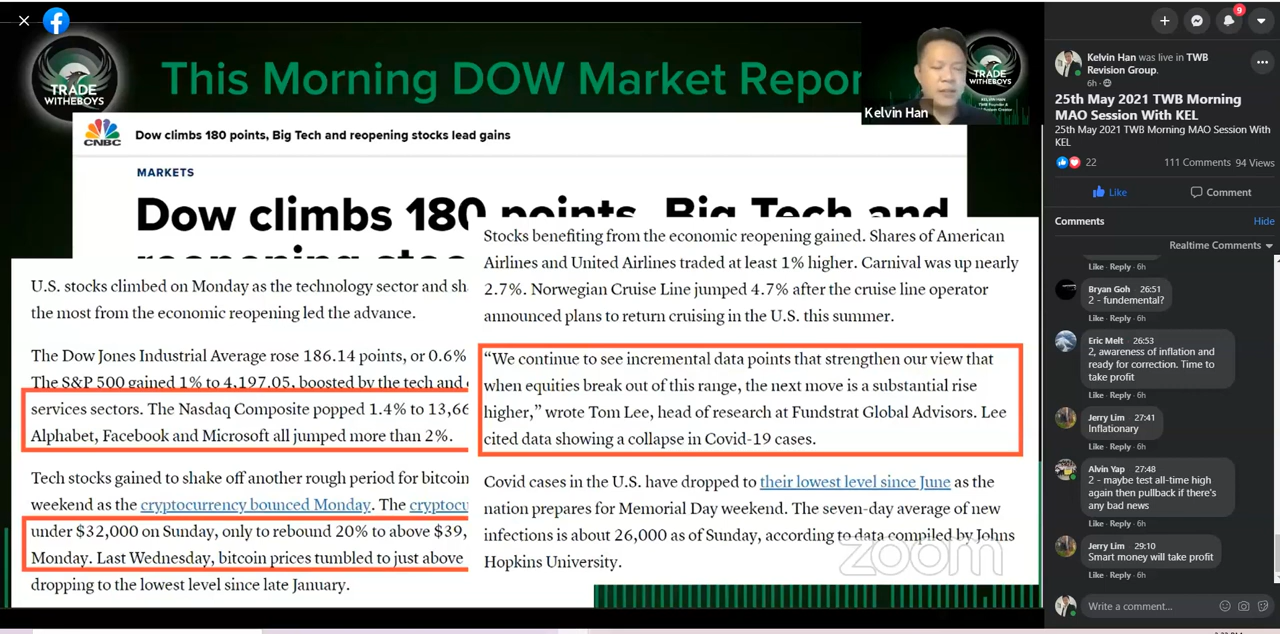 TRADE
WITHEBOYS
This Morning DOW Market Repor
TRADE
WITHEBOYS
Kelvin Han
CNBC
Dow climbs 180 points, Big Tech and reopening stocks lead gains
MARKETS
Dow climbs 180 points, Big Tech and
reopening
U.S. stocks climbed on Monday as the technology sector and sh
the most from the economic reopening led the advance.
The Dow Jones Industrial Average rose 186.14 points, or 0.6%
The S&P 500 gained 1% to 4,197.05, boosted by the tech and
services sectors. The Nasdaq Composite popped 1.4% to 13,66
Alphabet, Facebook and Microsoft all jumped more than 2%.
Tech stocks gained to shake off another rough period for bitcoin
weekend as the cryptocurrency bounced Monday. The cryptocu
under $32,000 on Sunday, only to rebound 20% to above $39,
Monday. Last Wednesday, bitcoin prices tumbled to just above
dropping to the lowest level since late January.
Stocks benefiting from the economic reopening gained. Shares of American
Airlines and United Airlines traded at least 1% higher. Carnival was up nearly
2.7%. Norwegian Cruise Line jumped 4.7% after the cruise line operator
announced plans to return cruising in the U.S. this summer.
“We continue to see incremental data points that strengthen our view that
when equities break out of this range, the next move is a substantial rise
higher,” wrote Tom Lee, head of research at Fundstrat Global Advisors. Lee
cited data showing a collapse in Covid-19 cases.
Covid cases in the U.S. have dropped to their lowest level since June as the
nation prepares for Memorial Day weekend. The seven-day average of new
infections is about 26,000 as of Sunday, according to data compiled by Johns
Hopkins University.
zoom
9
Kelvin Han was live in TWB
Revision Group.
6h
25th May 2021 TWB Morning
MAO Session With KEL
25th May 2021 TWB Morning MAO Session With
KEL
22
111 Comments 94 Views
Like
Comment
Comments
Hide
Realtime Comments
Like · Reply · 6h
Bryan Goh 26:51
2 - fundemental?
Like · Reply · 6h
Eric Melt 26:53
2, awareness of inflation and
ready for correction. Time to
take profit
Like · Reply · 6h
Jerry Lim 27:41
Inflationary
Like · Reply · 6h
Alvin Yap 27:48
2 - maybe test all-time high
again then pullback if there's
any bad news
Like · Reply · 6h
Jerry Lim 29:10
Smart money will take profit
Like · Reply · 6h
Write a comment...